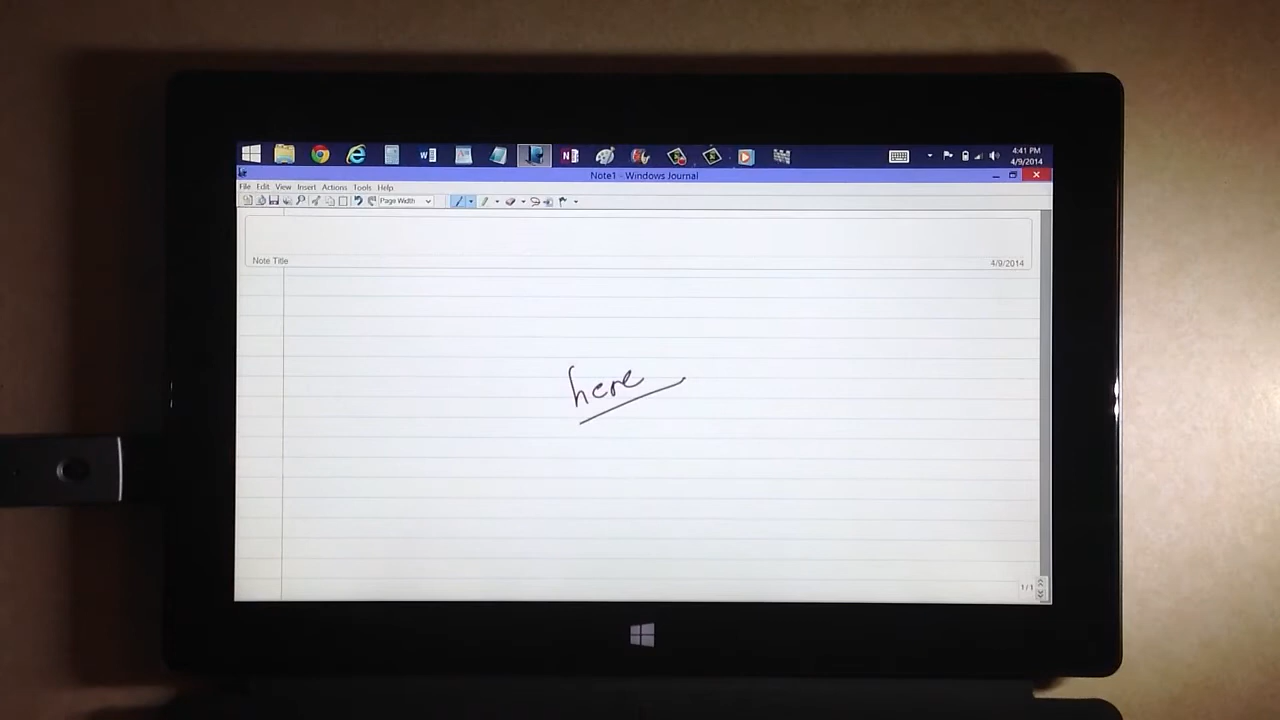 4:41 PM
4/9/2014
Note1 - Windows Journal
File Edit View Insert Actions Tools Help
Page Width
Note Title 4/9/2014
here
1/1